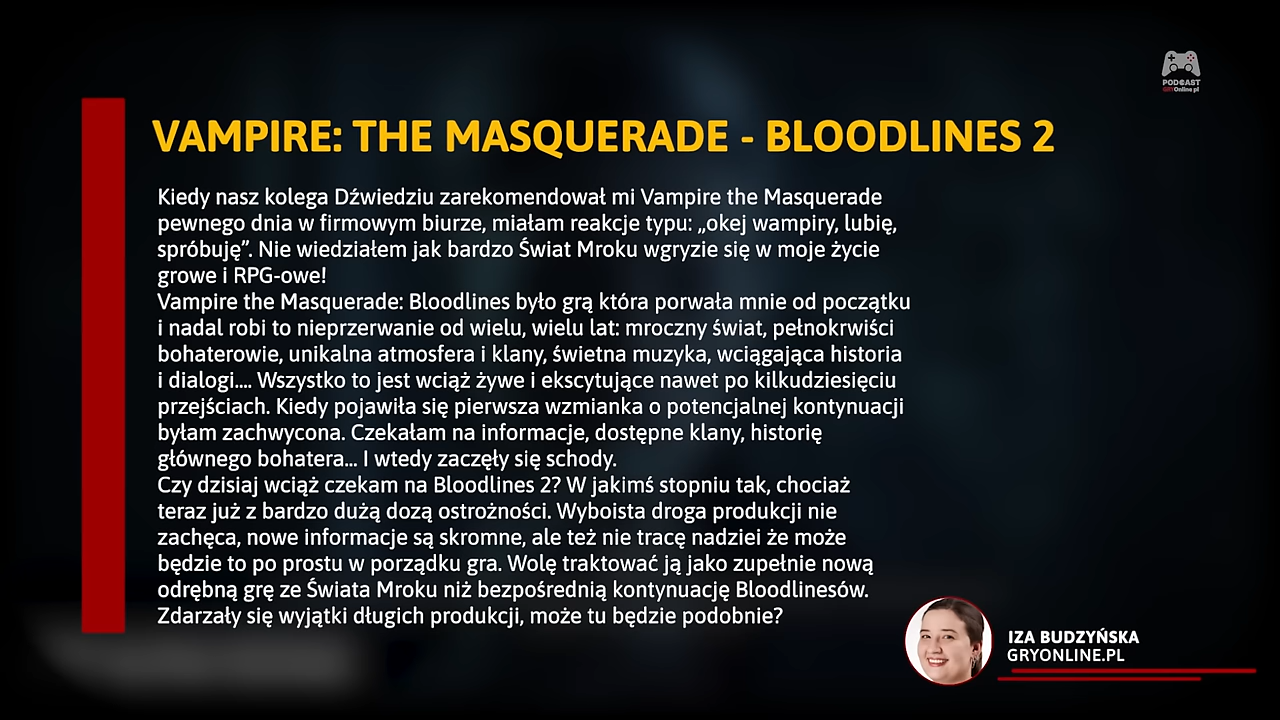 PODCAST
GRYOnline.pl
VAMPIRE: THE MASQUERADE - BLOODLINES 2
Kiedy nasz kolega Dźwiedziu zarekomendował mi Vampire the Masquerade
pewnego dnia w firmowym biurze, miałam reakcje typu: „okej wampiry, lubię,
spróbuję”. Nie wiedziałem jak bardzo Świat Mroku wgryzie się w moje życie
growe i RPG-owe!
Vampire the Masquerade: Bloodlines było grą która porwała mnie od początku
i nadal robi to nieprzerwanie od wielu, wielu lat: mroczny świat, pełnokrwiści
bohaterowie, unikalna atmosfera i klany, świetna muzyka, wciągająca historia
i dialogi.... Wszystko to jest wciąż żywe i ekscytujące nawet po kilkudziesięciu
przejściach. Kiedy pojawiła się pierwsza wzmianka o potencjalnej kontynuacji
byłam zachwycona. Czekałam na informacje, dostępne klany, historię
głównego bohatera... I wtedy zaczęły się schody.
Czy dzisiaj wciąż czekam na Bloodlines 2? W jakimś stopniu tak, chociaż
teraz już z bardzo dużą dozą ostrożności. Wyboista droga produkcji nie
zachęca, nowe informacje są skromne, ale też nie tracę nadziei że może
będzie to po prostu w porządku gra. Wolę traktować ją jako zupełnie nową
odrębną grę ze Świata Mroku niż bezpośrednią kontynuację Bloodlinesów.
Zdarzały się wyjątki długich produkcji, może tu będzie podobnie?
IZA BUDZYŃSKA
GRYONLINE.PL